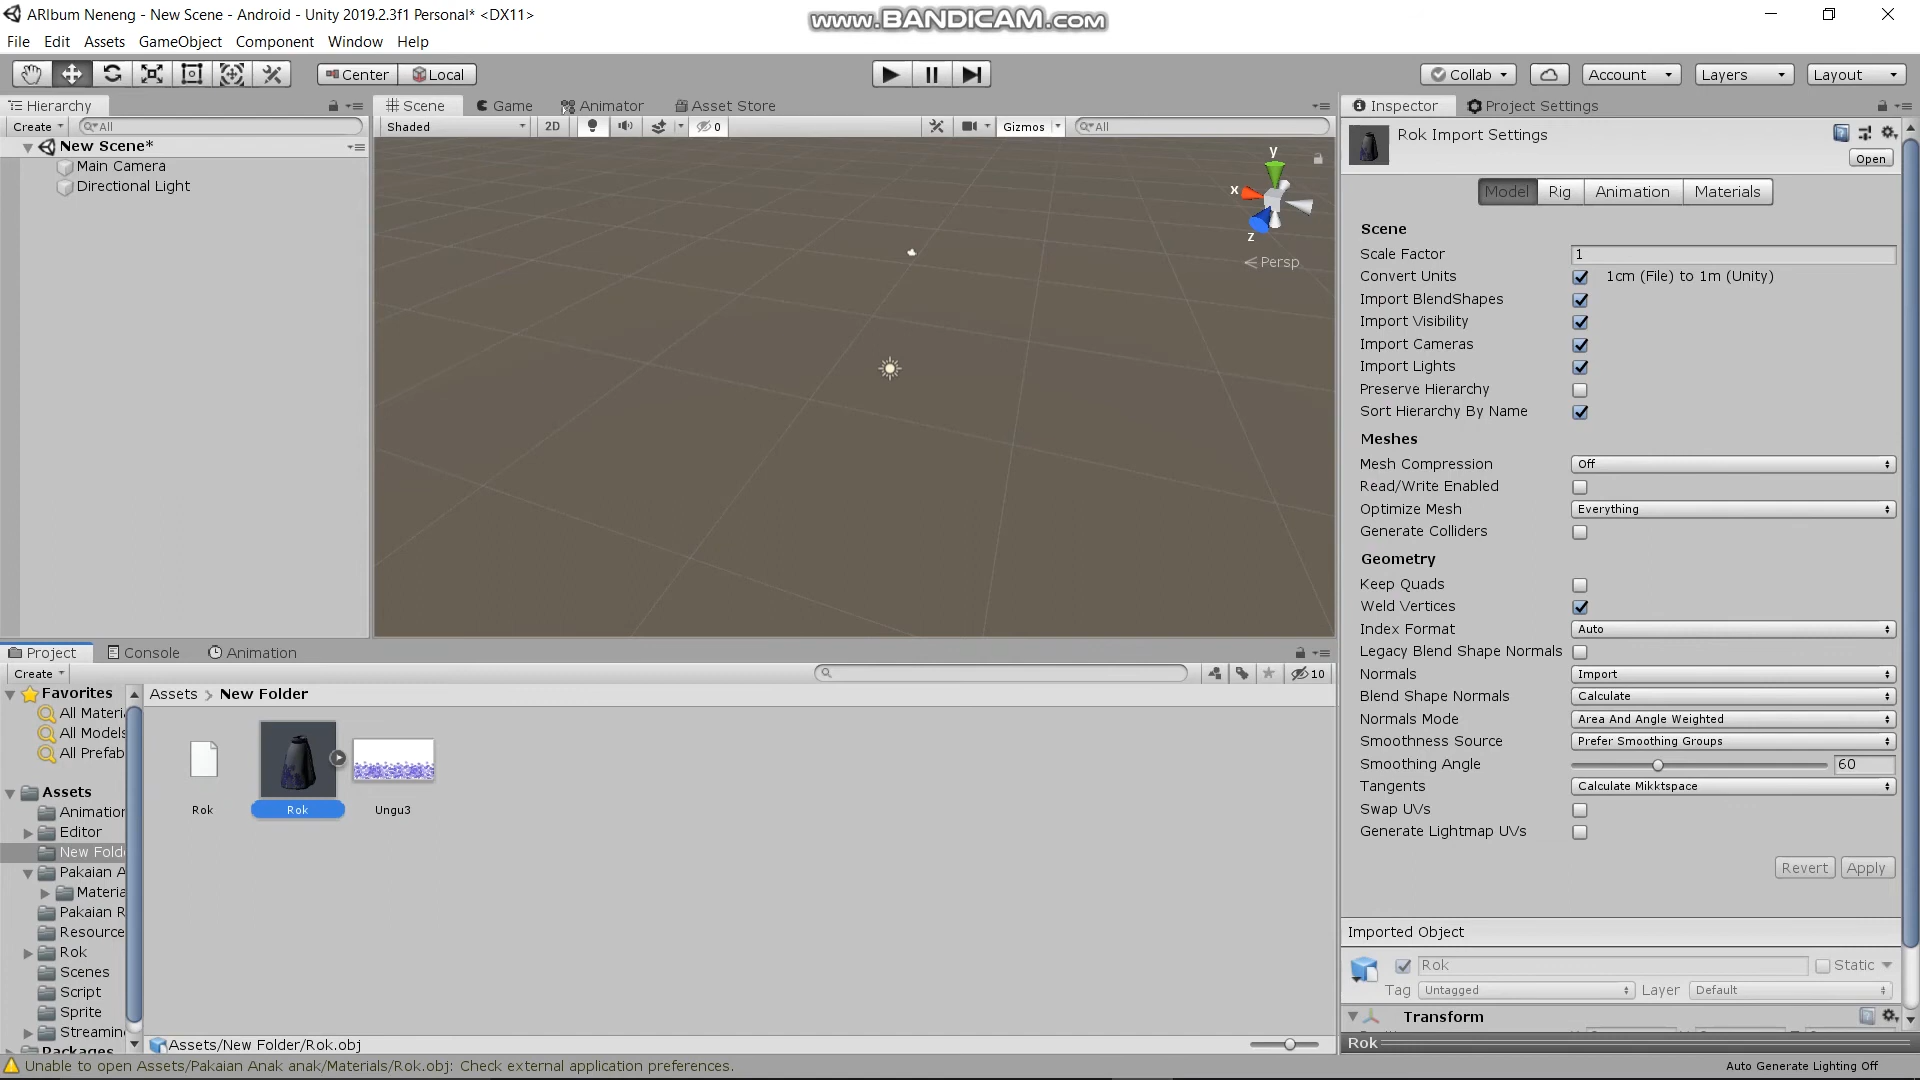 ARIbum Neneng - New Scene - Android - Unity 2019.2.3f1 Personal* <DX11>
www.BANDICAM.com
File Edit Assets GameObject Component Window Help
Center Local
Collab Account Layers Layout
Hierarchy
Create All
New Scene*
Main Camera
Directional Light
Scene Game Animator Asset Store
Shaded 2D 0 Gizmos All
y
x
z
Persp
Inspector Project Settings
Rok Import Settings
Open
Model Rig Animation Materials
Scene
Scale Factor 1
Convert Units 1cm (File) to 1m (Unity)
Import BlendShapes
Import Visibility
Import Cameras
Import Lights
Preserve Hierarchy
Sort Hierarchy By Name
Meshes
Mesh Compression Off
Read/Write Enabled
Optimize Mesh Everything
Generate Colliders
Geometry
Keep Quads
Weld Vertices
Index Format Auto
Legacy Blend Shape Normals
Normals Import
Blend Shape Normals Calculate
Normals Mode Area And Angle Weighted
Smoothness Source Prefer Smoothing Groups
Smoothing Angle 60
Tangents Calculate Mikktspace
Swap UVs
Generate Lightmap UVs
Revert Apply
Imported Object
Rok Static
Tag Untagged Layer Default
Transform
Rok
Project Console Animation
Create 10
Favorites
All Materi
All Models
All Prefab
Assets
Animation
Editor
New Fold
Pakaian A
Materia
Pakaian R
Resource
Rok
Scenes
Script
Sprite
Streamin
Packages
Assets > New Folder
Rok Rok Ungu3
Assets/New Folder/Rok.obj
Unable to open Assets/Pakaian Anak anak/Materials/Rok.obj: Check external application preferences.
Auto Generate Lighting Off